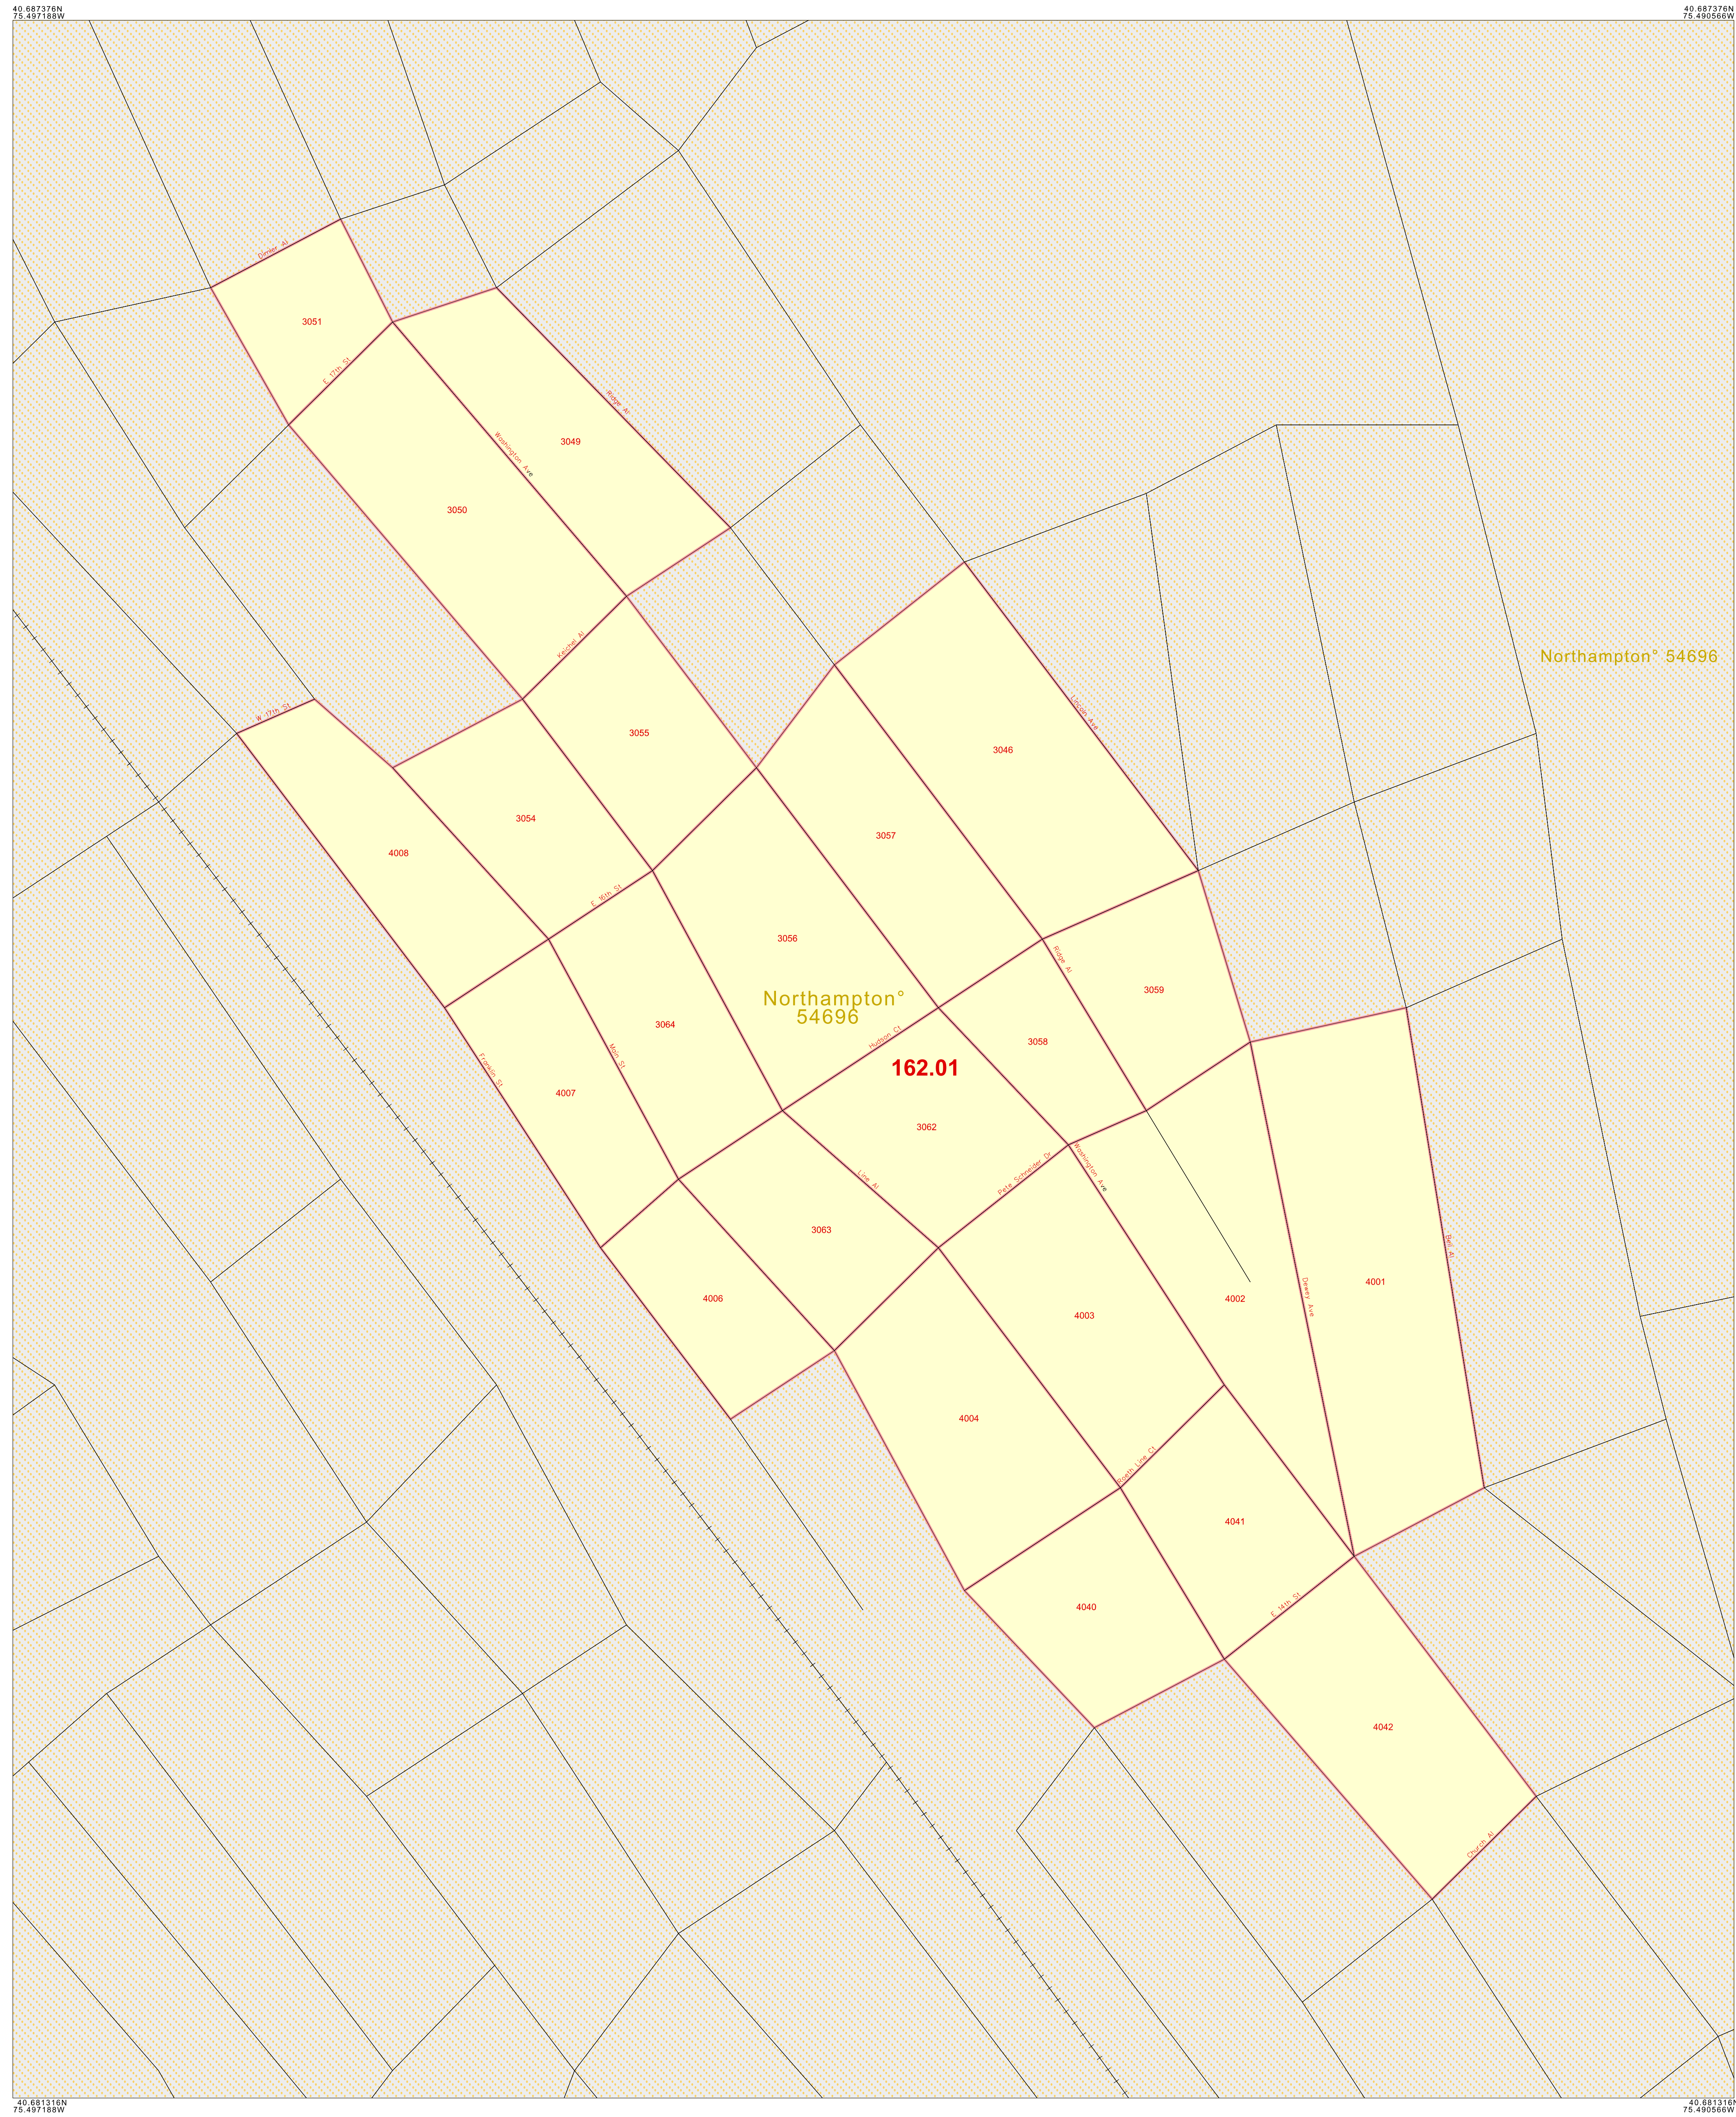 40.687376N
75.497188W
40.687376N
75.490566W
Dimler Al
3051
E 17th St
Ridge Al
3049
Washington Ave
3050
Keichel Al
Northampton° 54696
W 17th St
Lincoln Ave
3055
3046
3054
3057
4008
E 16th St
3056
Ridge Al
3059
Northampton°
54696
3064
Hudson Ct
3058
Main St
162.01
Franklin St
4007
3062
Pete Schneider Dr
Washington Ave
Line Al
3063
Bell Al
4001
Dewey Ave
4006
4002
4003
4004
Roeth Line Ct
4041
E 14th St
4040
4042
Church Al
40.681316N
75.497188W
40.681316N
75.490566W